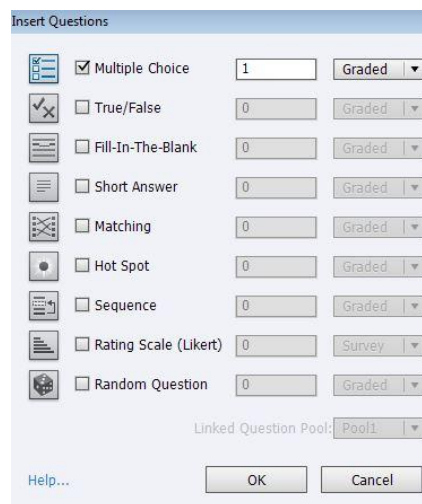 Insert Questions
Multiple Choice 1 Graded
True/False 0 Graded
Fill-In-The-Blank 0 Graded
Short Answer 0 Graded
Matching 0 Graded
Hot Spot 0 Graded
Sequence 0 Graded
Rating Scale (Likert) 0 Survey
Random Question 0 Graded
Linked Question Pool: Pool1
Help... OK Cancel